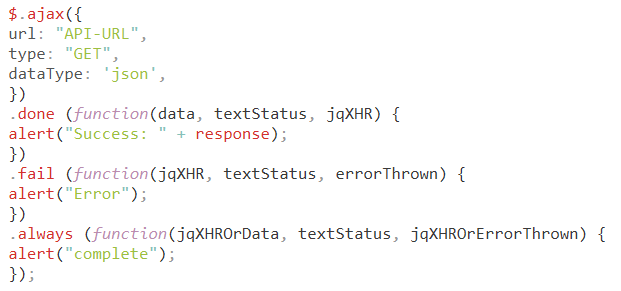 $.ajax({
url: "API-URL",
type: "GET",
dataType: 'json',
})
.done (function(data, textStatus, jqXHR) {
alert("Success: " + response);
})
.fail (function(jqXHR, textStatus, errorThrown) {
alert("Error");
})
.always (function(jqXHROrData, textStatus, jqXHROrErrorThrown) {
alert("complete");
});